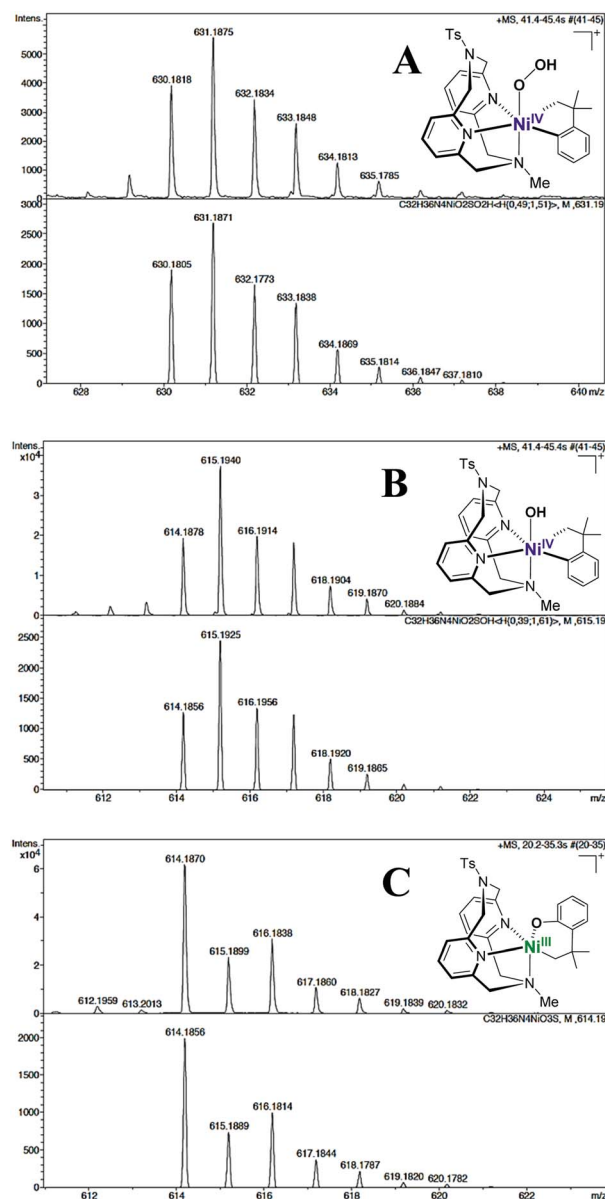 Intens.
+MS, 41.4-45.4s #(41-45)
Ts
N
A
OH
O
N
Ni IV
N
N
Me
+
5000
4000
3000
2000
1000
0
630.1818
631.1875
632.1834
633.1848
634.1813
635.1785
C32H36N4NiO2SO2H<H(0,49;1,51)>, M ,631.19
3000
2500
2000
1500
1000
500
0
630.1805
631.1871
632.1773
633.1838
634.1869
635.1814
636.1847
637.1810
628 630 632 634 636 638 640 m/z
Intens.
x10^4
+MS, 41.4-45.4s #(41-45)
Ts
N
B
OH
N
Ni IV
N
N
Me
+
3
2
1
0
614.1878
615.1940
616.1914
618.1904
619.1870
620.1884
C32H36N4NiO2SOH<H(0,39;1,61)>, M ,615.19
2500
2000
1500
1000
500
0
614.1856
615.1925
616.1956
618.1920
619.1865
612 614 616 618 620 622 624 m/z
Intens.
x10^4
+MS, 20.2-35.3s #(20-35)
Ts
N
C
O
N
Ni III
N
N
Me
+
6
4
2
0
612.1959
613.2013
614.1870
615.1899
616.1838
617.1860
618.1827
619.1839
620.1832
C32H36N4NiO3S, M ,614.19
2000
1500
1000
500
0
614.1856
615.1889
616.1814
617.1844
618.1787
619.1820
620.1782
612 614 616 618 620 622 m/z